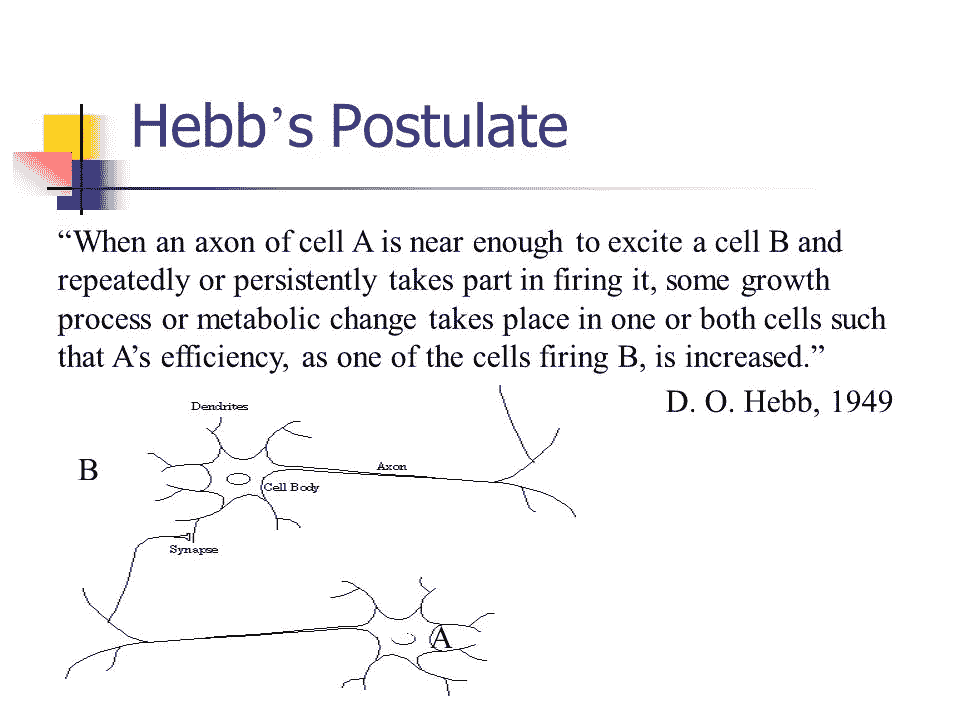 Hebb’s Postulate
“When an axon of cell A is near enough to excite a cell B and
repeatedly or persistently takes part in firing it, some growth
process or metabolic change takes place in one or both cells such
that A’s efficiency, as one of the cells firing B, is increased.”
D. O. Hebb, 1949
Dendrites
B
Axon
Cell Body
Synapse
A